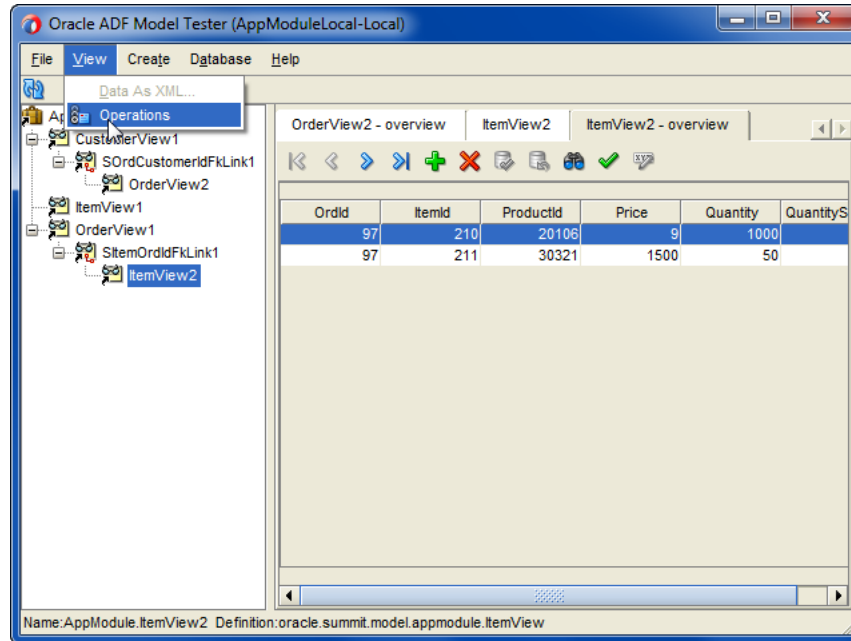 Oracle ADF Model Tester (AppModuleLocal-Local)
File View Create Database Help
Data As XML...
Operations
CustomerView1
SOrdCustomerIdFkLink1
OrderView2
ItemView1
OrderView1
SItemOrdIdFkLink1
ItemView2
OrderView2 - overview ItemView2 ItemView2 - overview
OrdId ItemId ProductId Price Quantity QuantityS
97 210 20106 9 1000
97 211 30321 1500 50
Name:AppModule.ItemView2 Definition:oracle.summit.model.appmodule.ItemView